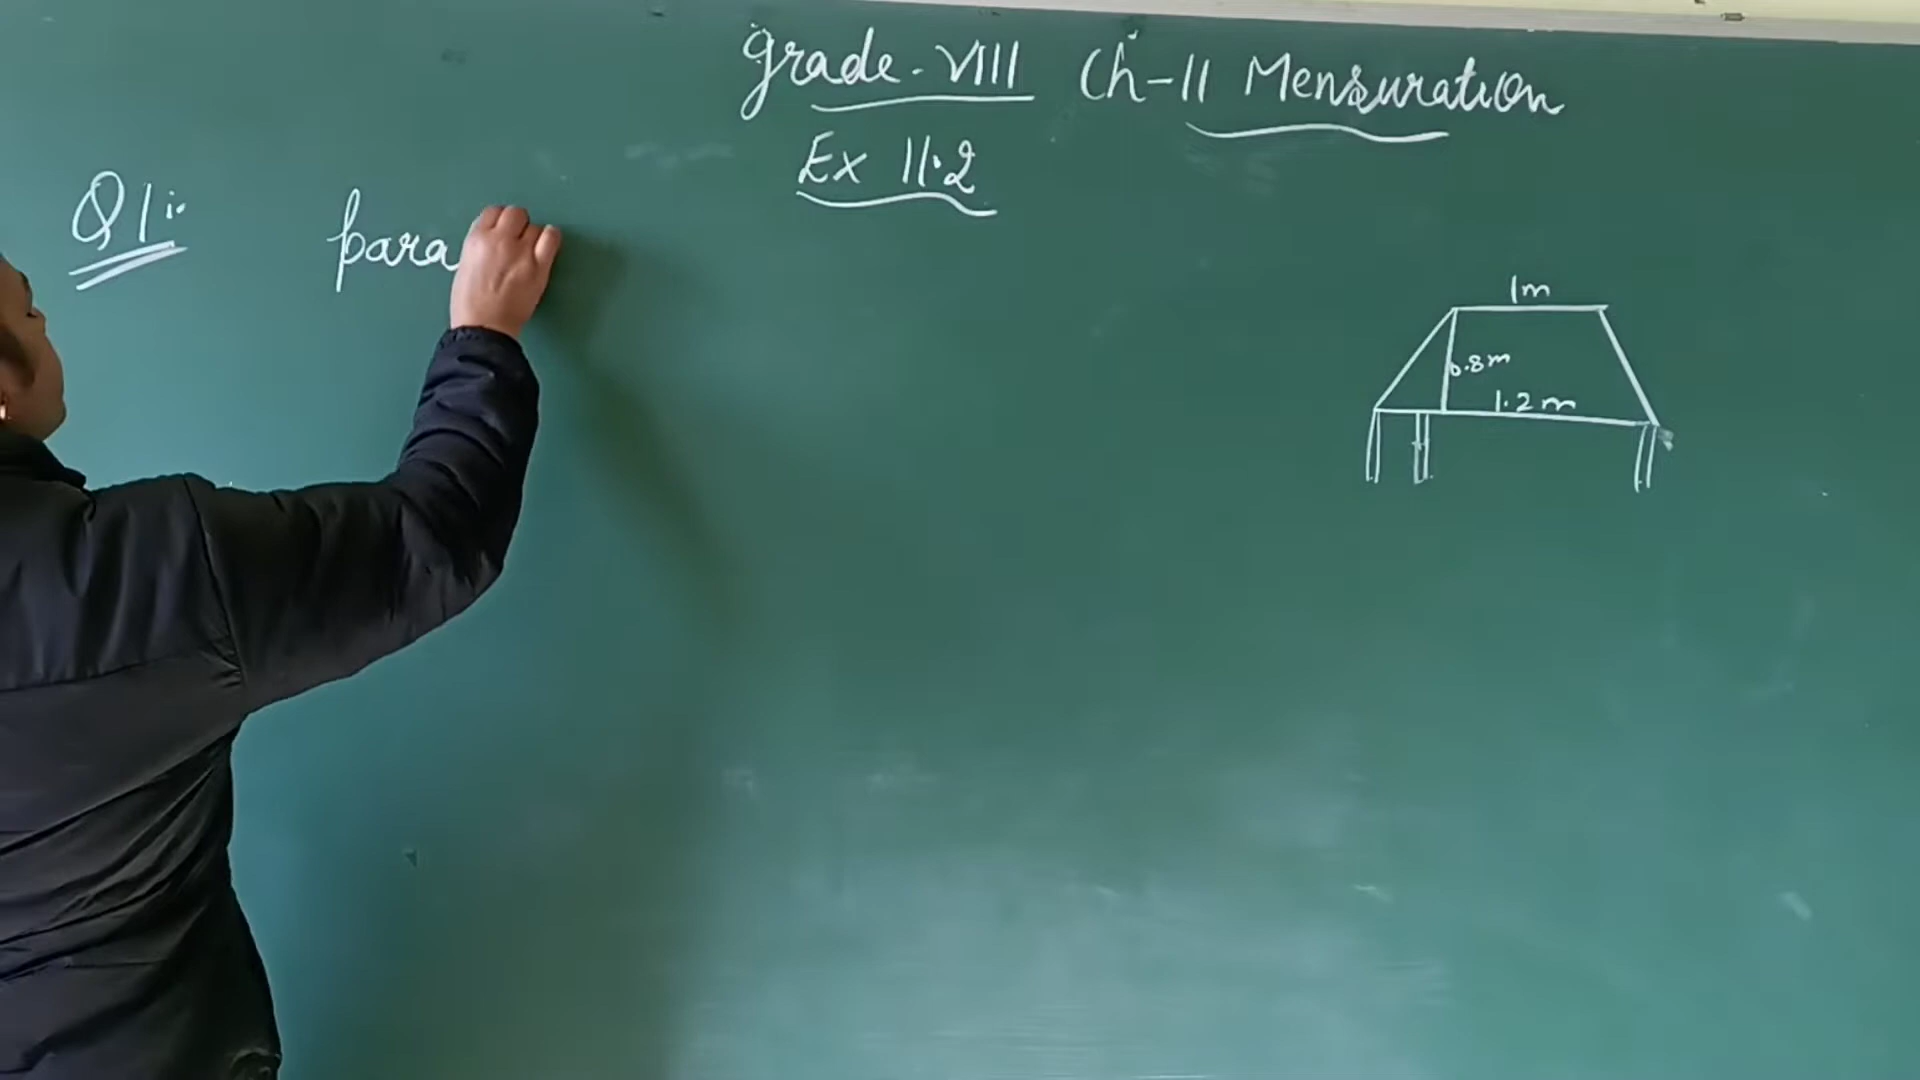 Grade-VIII Ch-11 Mensuration
Ex 11.2
Q1:
para
1m
0.8m
1.2m